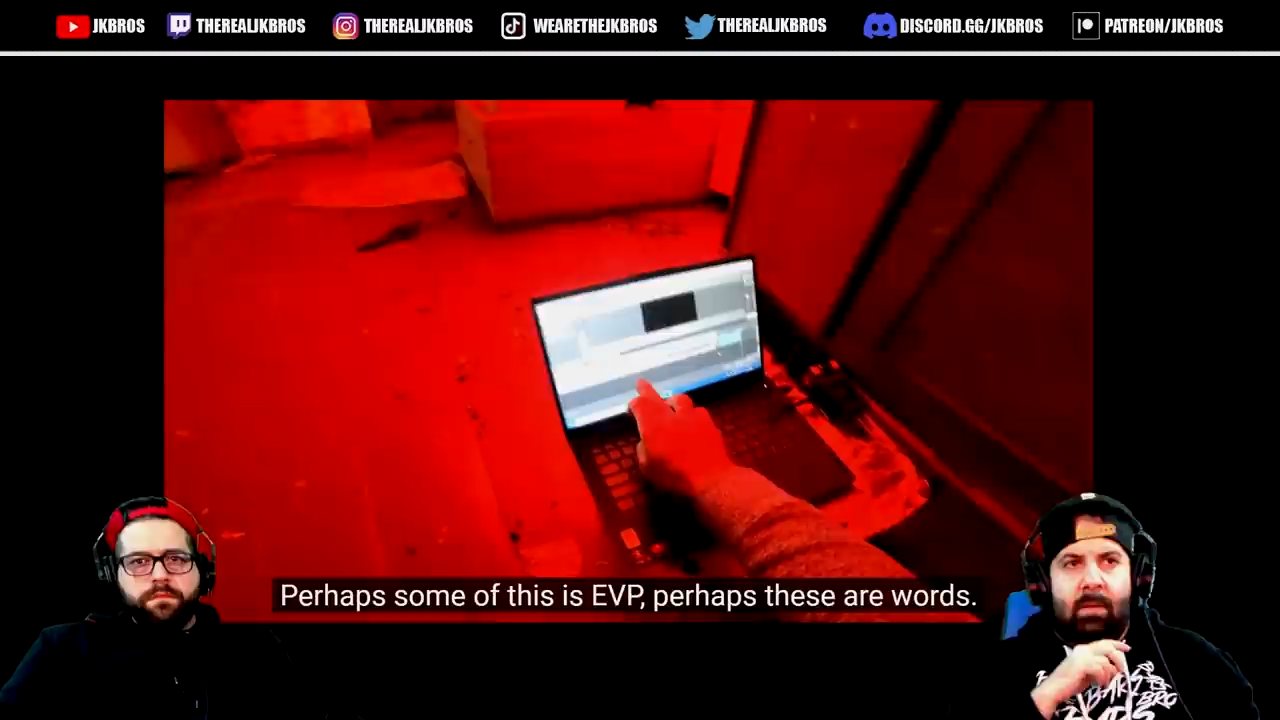 JKBROS THEREALJKBROS THEREALJKBROS WEARETHEJKBROS THEREALJKBROS DISCORD.GG/JKBROS PATREON/JKBROS
Perhaps some of this is EVP, perhaps these are words.